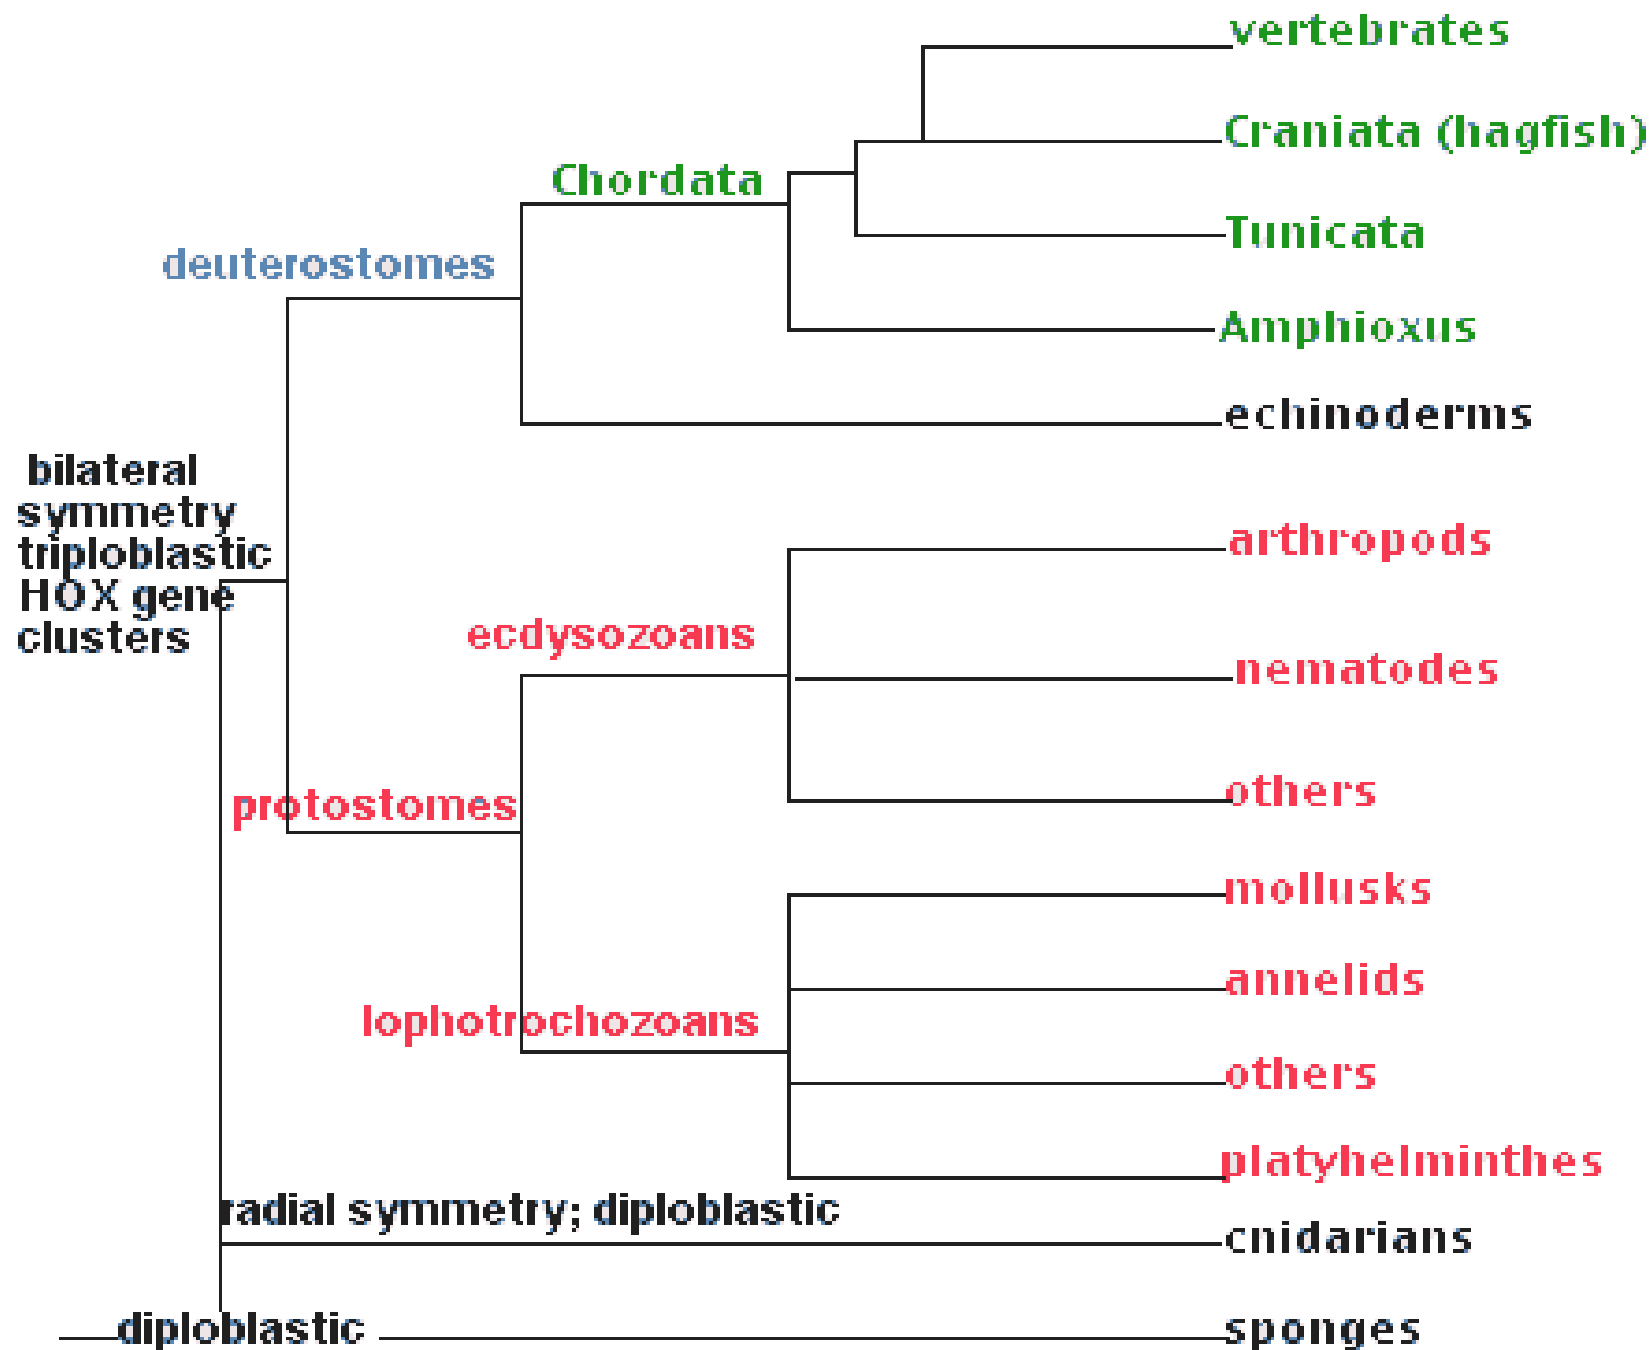 vertebrates
Craniata (hagfish)
Chordata
Tunicata
deuterostomes
Amphioxus
echinoderms
bilateral
symmetry
triploblastic
HOX gene
clusters
arthropods
ecdysozoans
nematodes
protostomes
others
mollusks
annelids
lophotrochozoans
others
platyhelminthes
radial symmetry; diploblastic
cnidarians
diploblastic
sponges